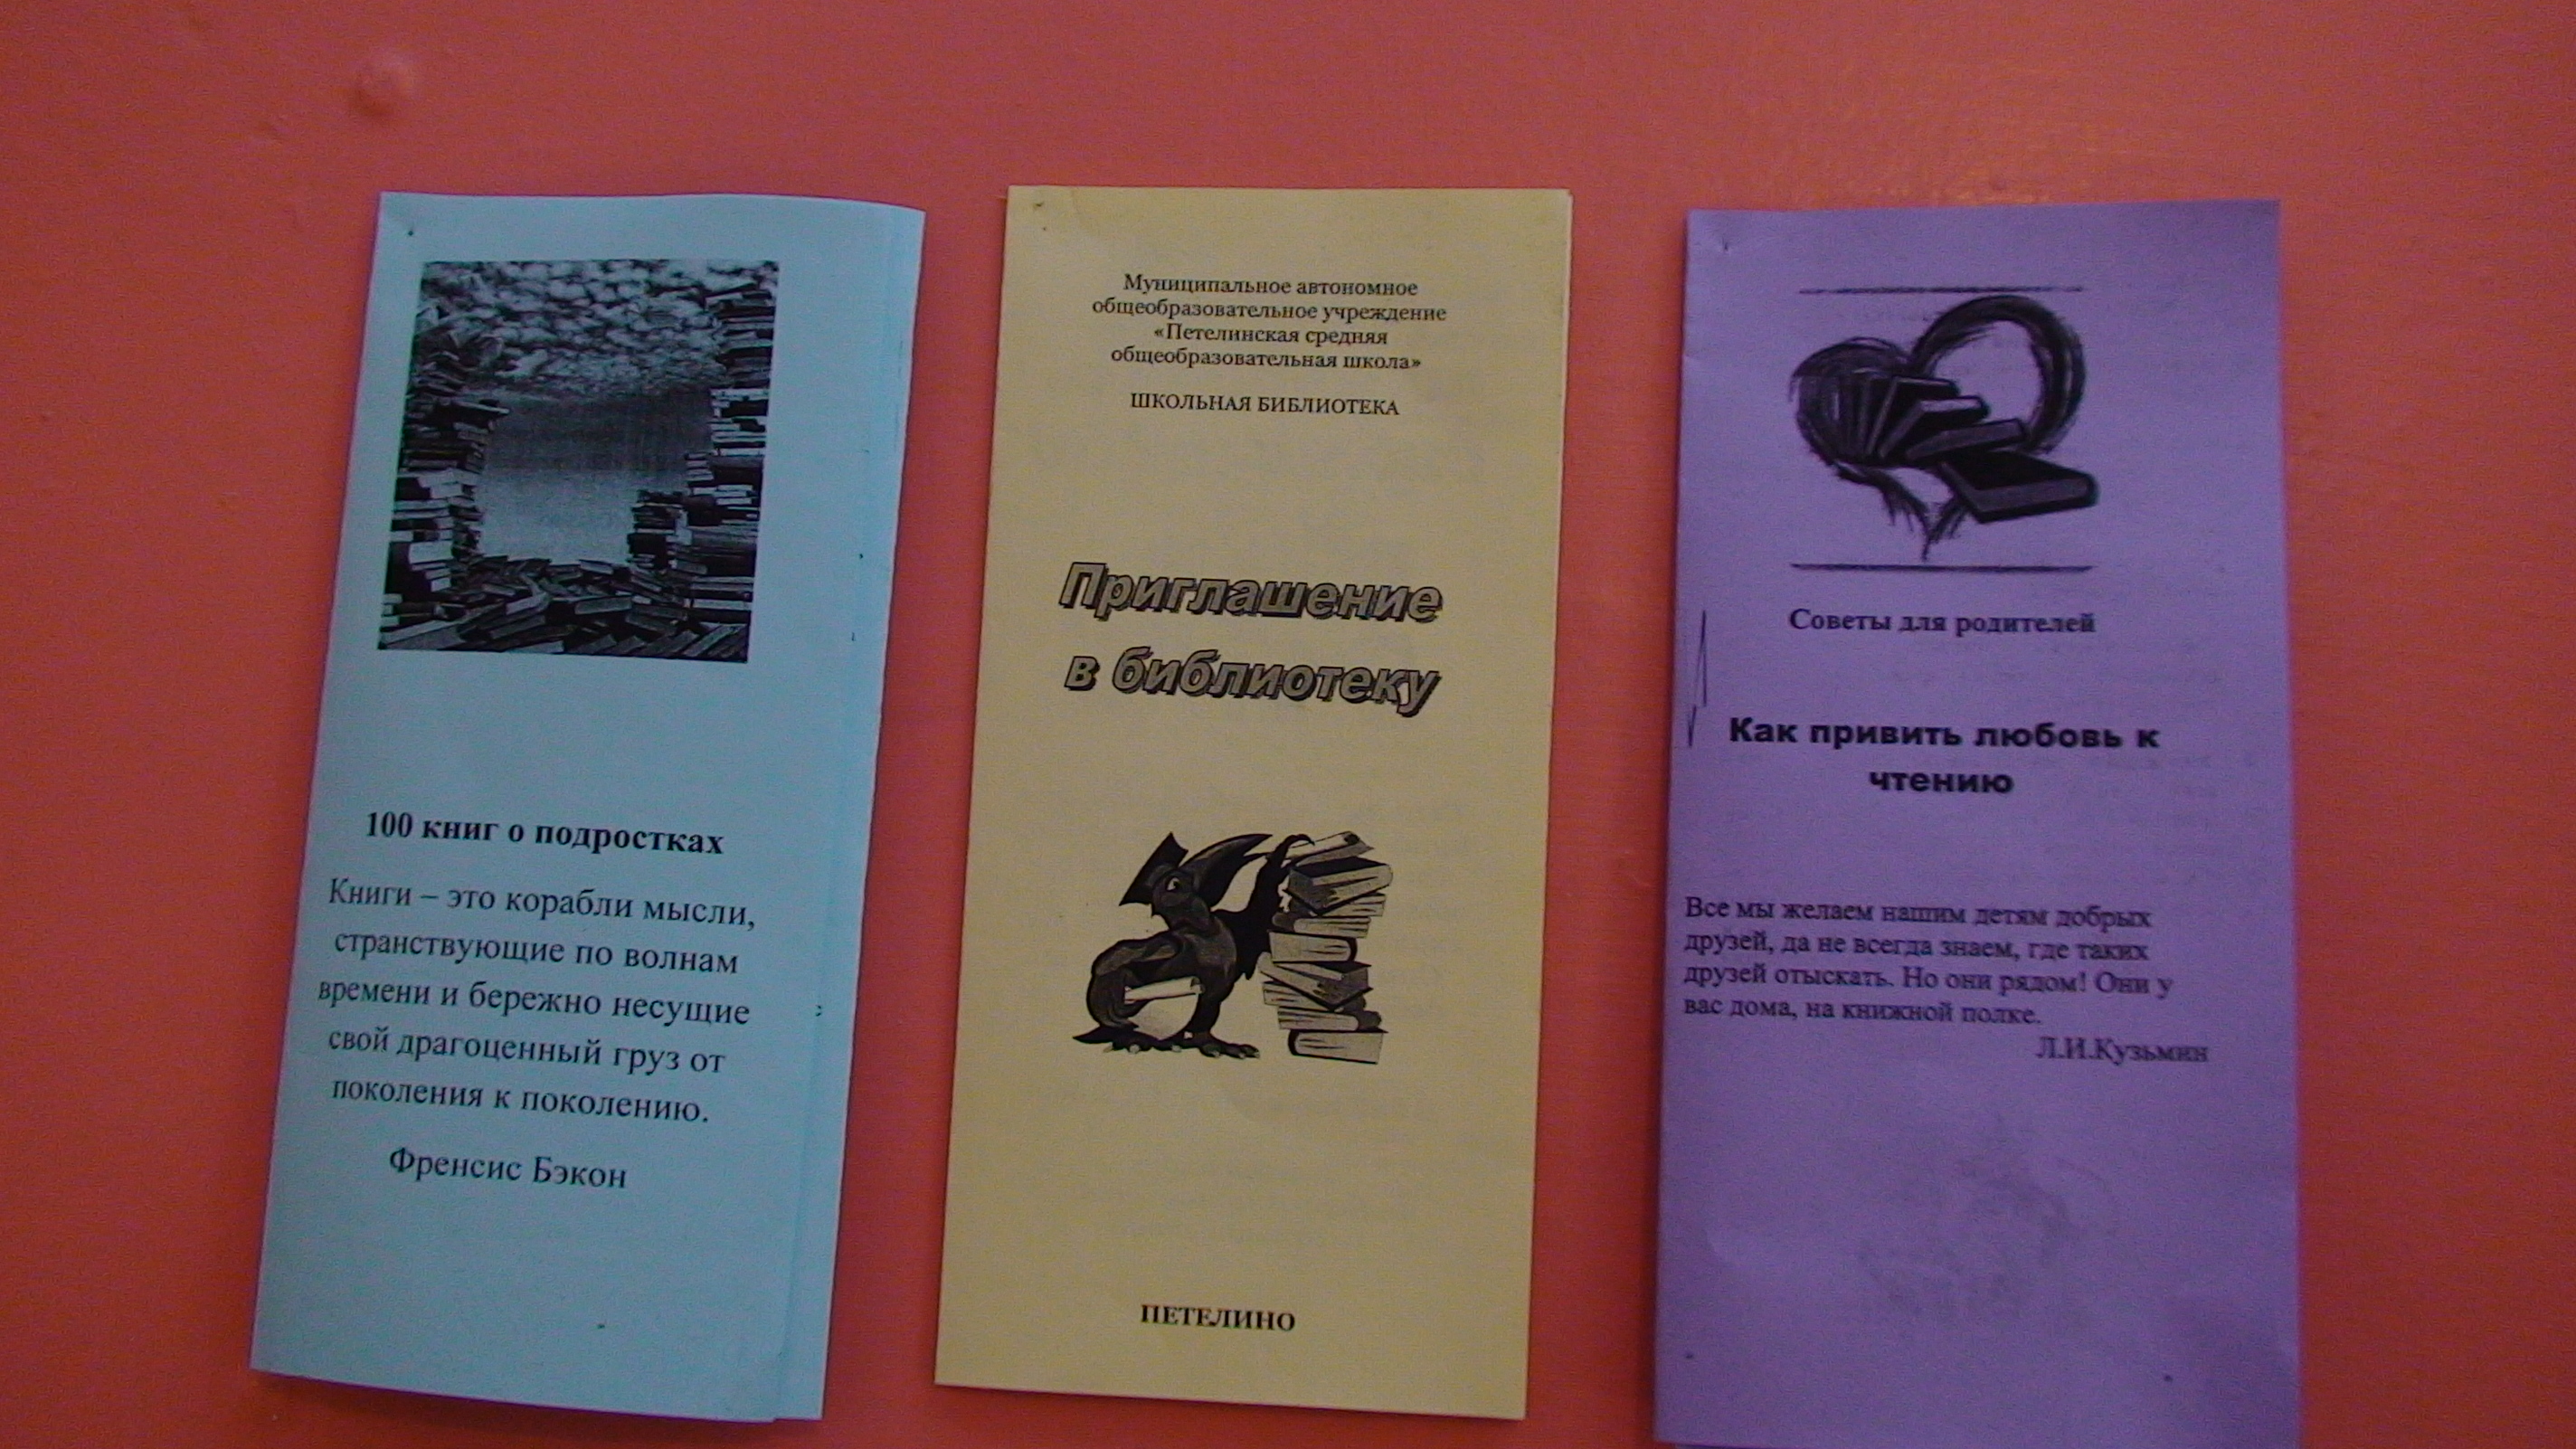 100 книг о подростках
Книги – это корабли мысли,
странствующие по волнам
времени и бережно несущие
свой драгоценный груз от
поколения к поколению.
Френсис Бэкон
Муниципальное автономное
общеобразовательное учреждение
«Петелинская средняя
общеобразовательная школа»
ШКОЛЬНАЯ БИБЛИОТЕКА
Приглашение
в библиотеку
ПЕТЕЛИНО
Советы для родителей
Как привить любовь к
чтению
Все мы желаем нашим детям добрых
друзей, да не всегда знаем, где таких
друзей отыскать. Но они рядом! Они у
вас дома, на книжной полке.
Л.И.Кузьмин